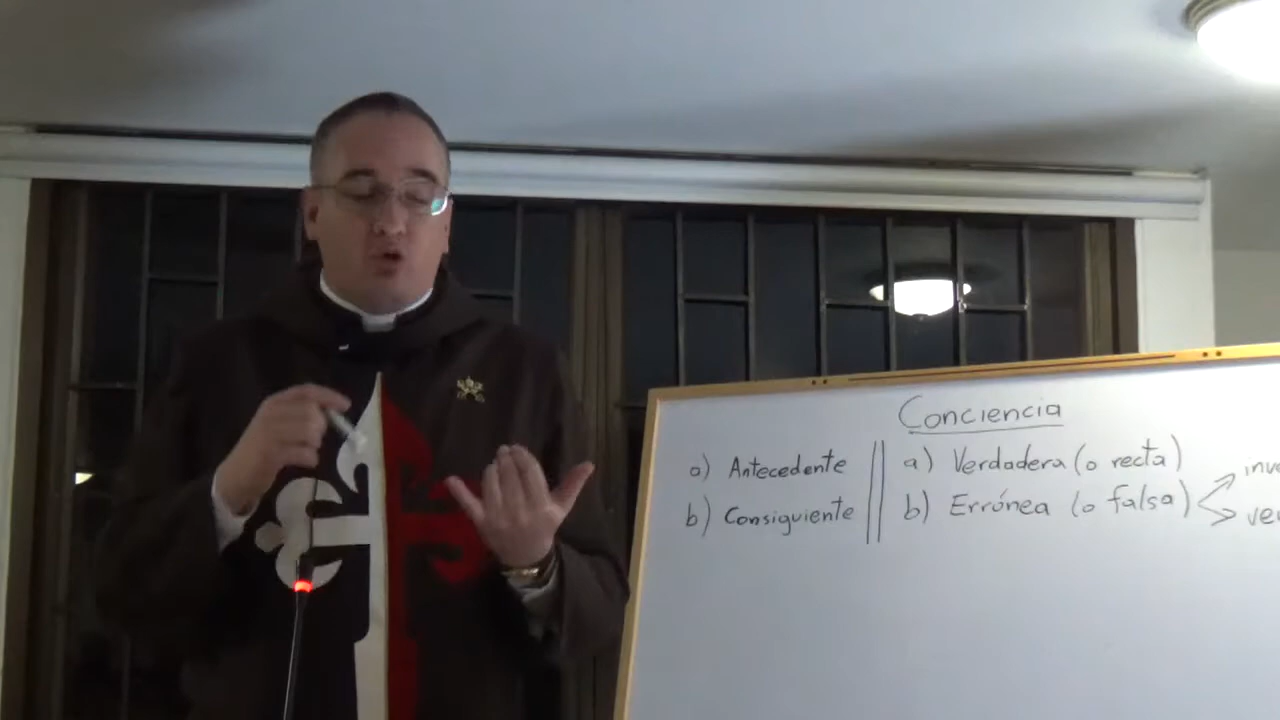 Conciencia
a) Antecedente
b) Consiguiente
a) Verdadera (o recta)
b) Errónea (o falsa)